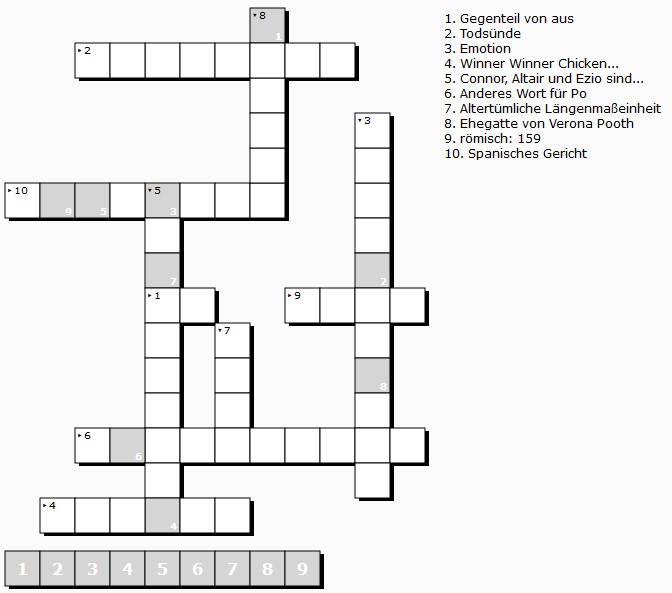 1. Gegenteil von aus
2. Todsünde
3. Emotion
4. Winner Winner Chicken...
5. Connor, Altair und Ezio sind...
6. Anderes Wort für Po
7. Altertümliche Längenmaßeinheit
8. Ehegatte von Verona Pooth
9. römisch: 159
10. Spanisches Gericht
8
1
2
3
10
9
5
5
3
7
2
1
9
7
8
6
6
4
4
1 2 3 4 5 6 7 8 9